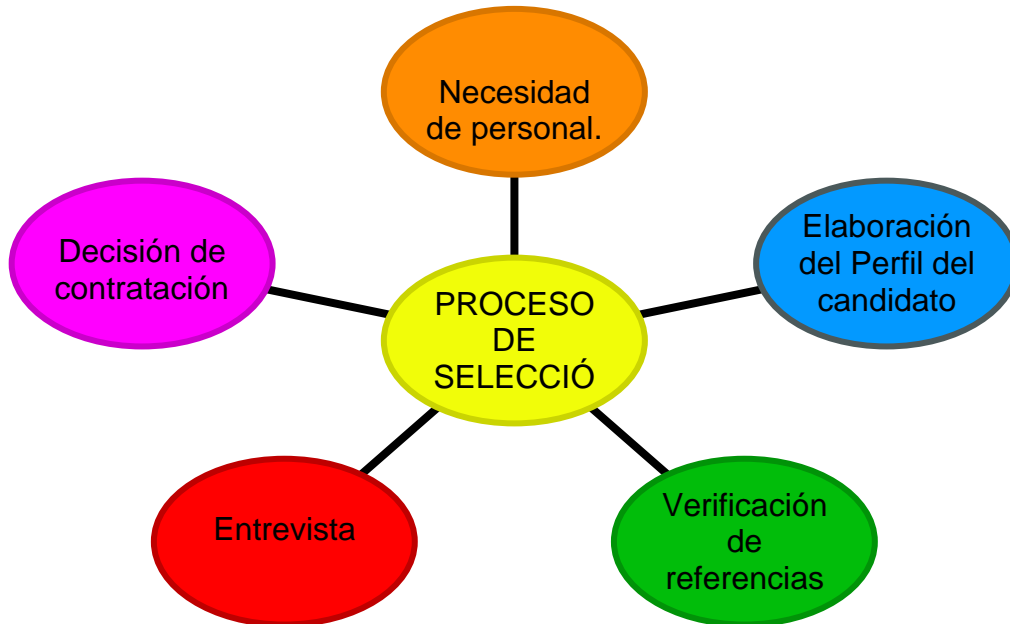 Necesidad
de personal.
Elaboración
del Perfil del
candidato
Verificación
de
referencias
Entrevista
Decisión de
contratación
PROCESO
DE
SELECCIÓ